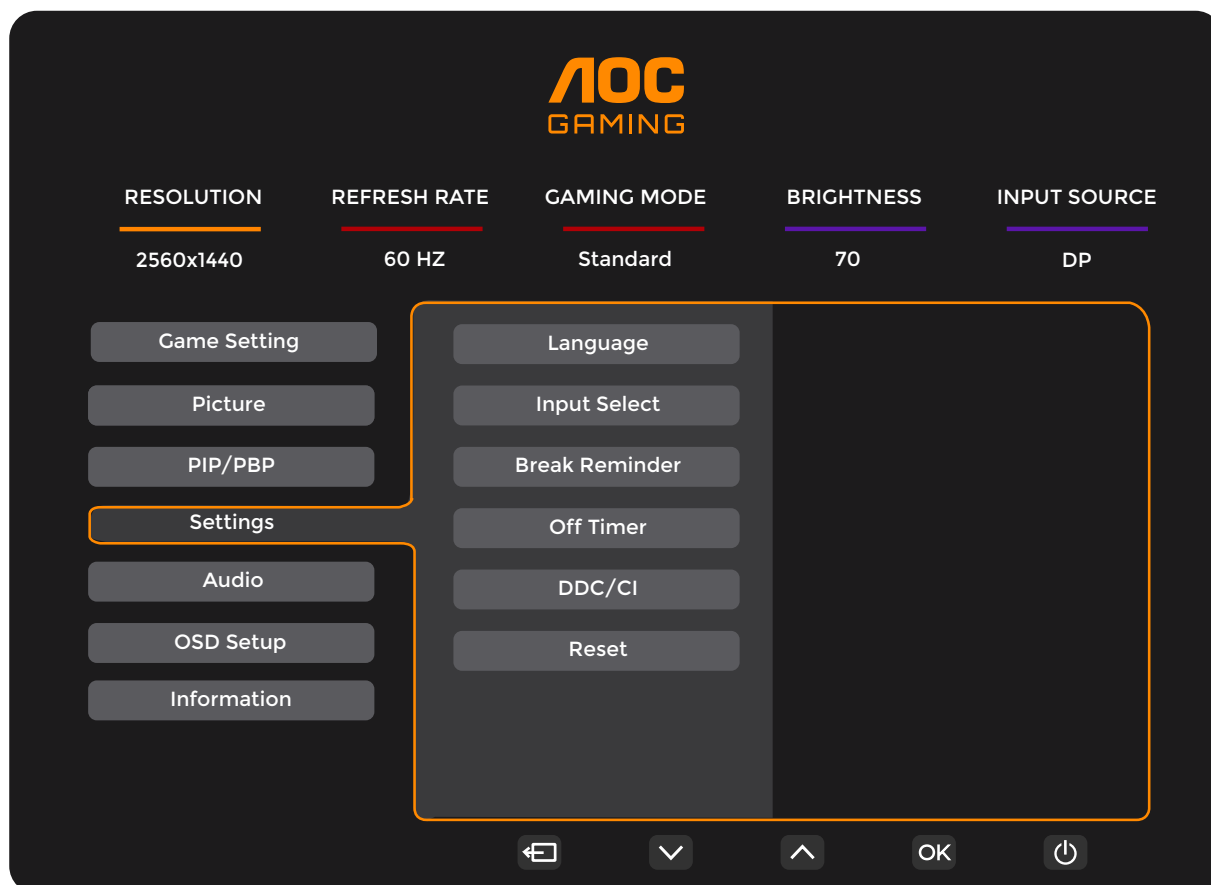 AOC
GAMING
RESOLUTION REFRESH RATE GAMING MODE BRIGHTNESS INPUT SOURCE
2560x1440 60 HZ Standard 70 DP
Game Setting
Picture
PIP/PBP
Settings
Audio
OSD Setup
Information
Language
Input Select
Break Reminder
Off Timer
DDC/CI
Reset
OK